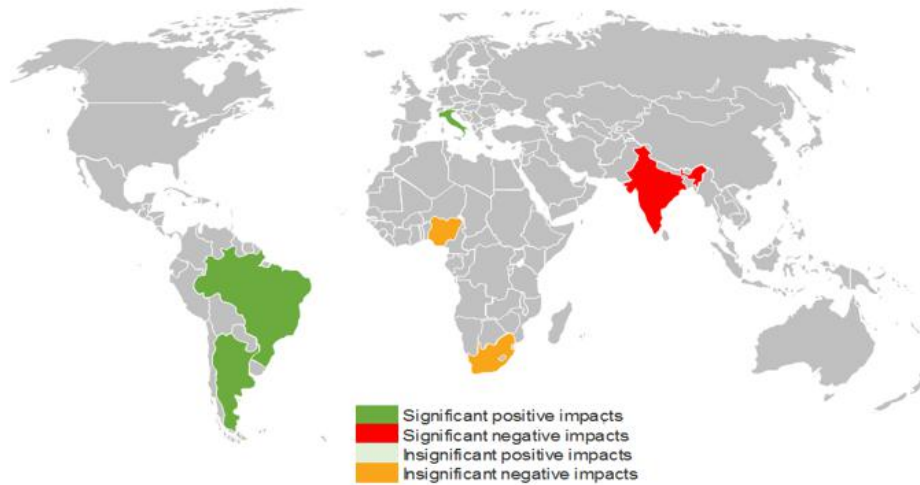 Significant positive impacts
Significant negative impacts
Insignificant positive impacts
Insignificant negative impacts